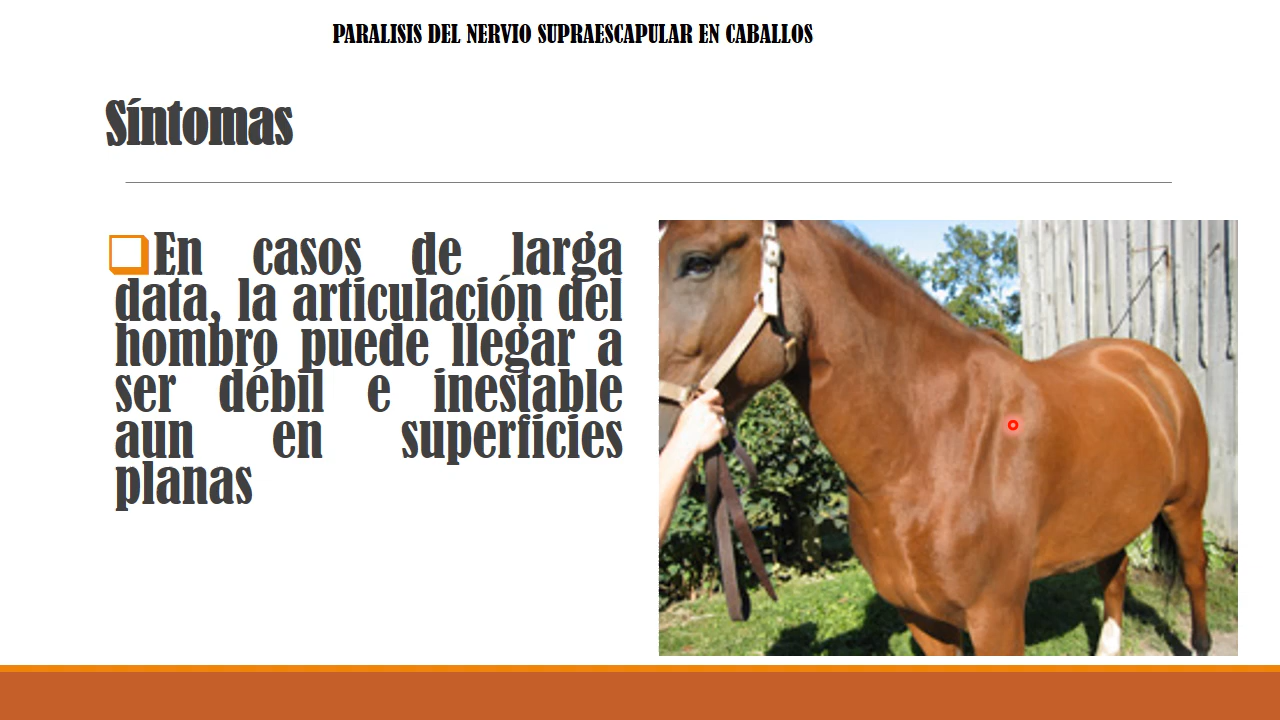 PARALISIS DEL NERVIO SUPRAESCAPULAR EN CABALLOS
Síntomas
En casos de larga
data, la articulación del
hombro puede llegar a
ser débil e inestable
aun en superficies
planas